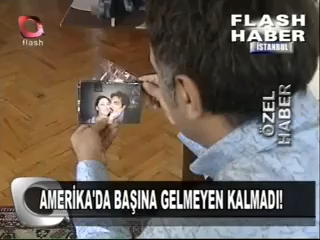 flash
FLASH
HABER
İSTANBUL
ÖZEL
HABER
AMERİKA'DA BAŞINA GELMEYEN KALMADI!